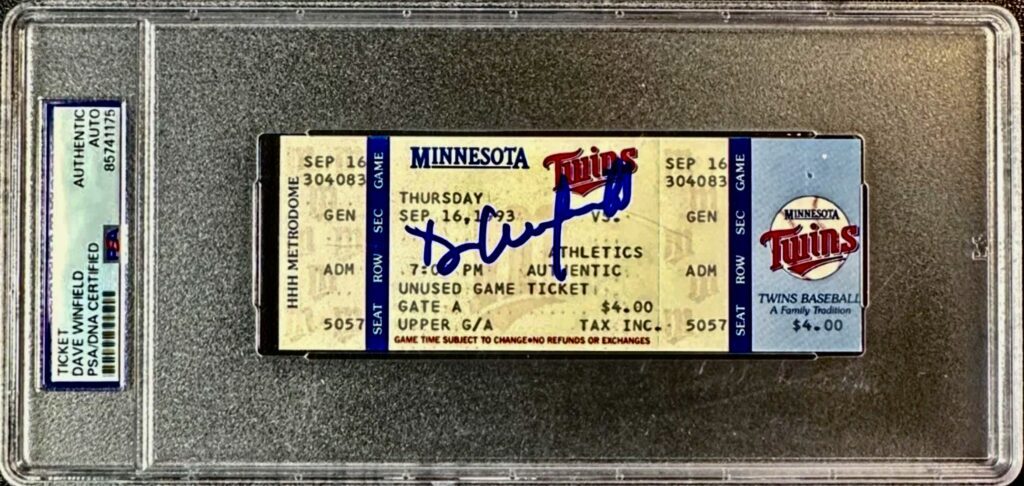 TICKET
DAVE WINFIELD
PSA/DNA CERTIFIED
AUTHENTIC
AUTO
85741175
PSA
HHH METRODOME
SEP 16
304083
GEN
ADM
5057
GAME
SEC
ROW
SEAT
MINNESOTA Twins
THURSDAY
SEP 16,1993 VS.
ATHLETICS
7:0 PM AUTHENTIC
UNUSED GAME TICKET
GATE A $4.00
UPPER G/A TAX INC.
GAME TIME SUBJECT TO CHANGE•NO REFUNDS OR EXCHANGES
SEP 16
304083
GEN
ADM
5057
GAME
SEC
ROW
SEAT
MINNESOTA
Twins
TWINS BASEBALL
A Family Tradition
$4.00